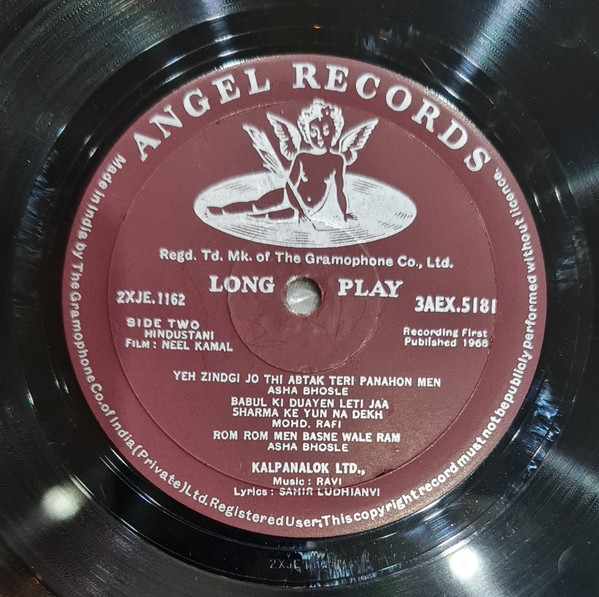 ANGEL RECORDS
Regd. Td. Mk. of The Gramophone Co., Ltd.
LONG PLAY
2XJE.1162
3AEX.5181
SIDE TWO
HINDUSTANI
FILM : NEEL KAMAL
Recording First
Published 1968
YEH ZINDGI JO THI ABTAK TERI PANAHON MEN
ASHA BHOSLE
BABUL KI DUAYEN LETI JAA
SHARMA KE YUN NA DEKH
MOHD. RAFI
ROM ROM MEN BASNE WALE RAM
ASHA BHOSLE
KALPANALOK LTD.,
Music : RAVI
Lyrics : SAHIR LUDHIANVI
Made in India by The Gramophone Co. of India (Private) Ltd. Registered User: This copyright record must not be publicly performed without licence.
2XJE